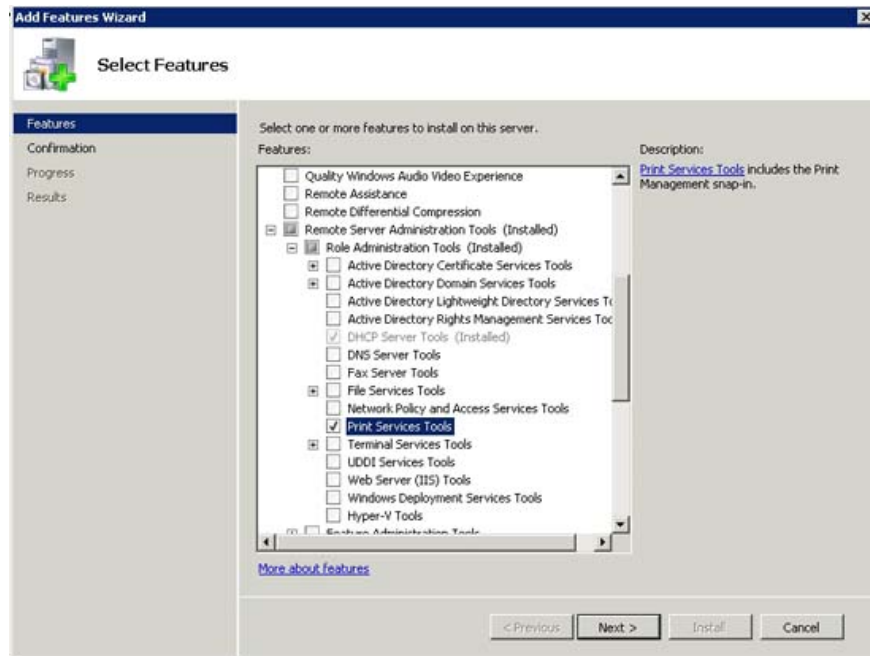 Add Features Wizard
Select Features
Features
Confirmation
Progress
Results
Select one or more features to install on this server.
Features:
Quality Windows Audio Video Experience
Remote Assistance
Remote Differential Compression
Remote Server Administration Tools (Installed)
Role Administration Tools (Installed)
Active Directory Certificate Services Tools
Active Directory Domain Services Tools
Active Directory Lightweight Directory Services To
Active Directory Rights Management Services Too
DHCP Server Tools (Installed)
DNS Server Tools
Fax Server Tools
File Services Tools
Network Policy and Access Services Tools
Print Services Tools
Terminal Services Tools
UDDI Services Tools
Web Server (IIS) Tools
Windows Deployment Services Tools
Hyper-V Tools
Feature Administration Tools
More about features
Description:
Print Services Tools includes the Print
Management snap-in.
< Previous
Next >
Install
Cancel